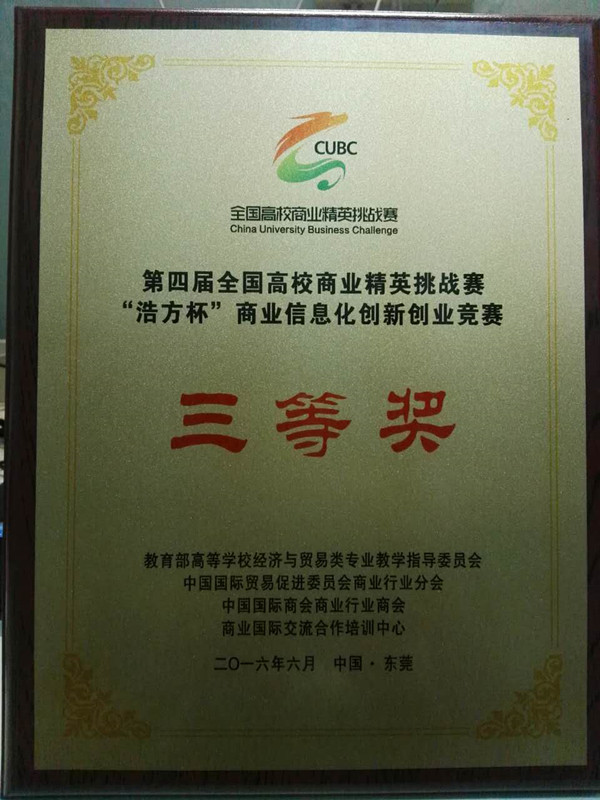 CUBC
全国高校商业精英挑战赛
China University Business Challenge
第四届全国高校商业精英挑战赛
“浩方杯”商业信息化创新创业竞赛
三等奖
教育部高等学校经济与贸易类专业教学指导委员会
中国国际贸易促进委员会商业行业分会
中国国际商会商业行业商会
商业国际交流合作培训中心
二〇一六年六月 中国·东莞